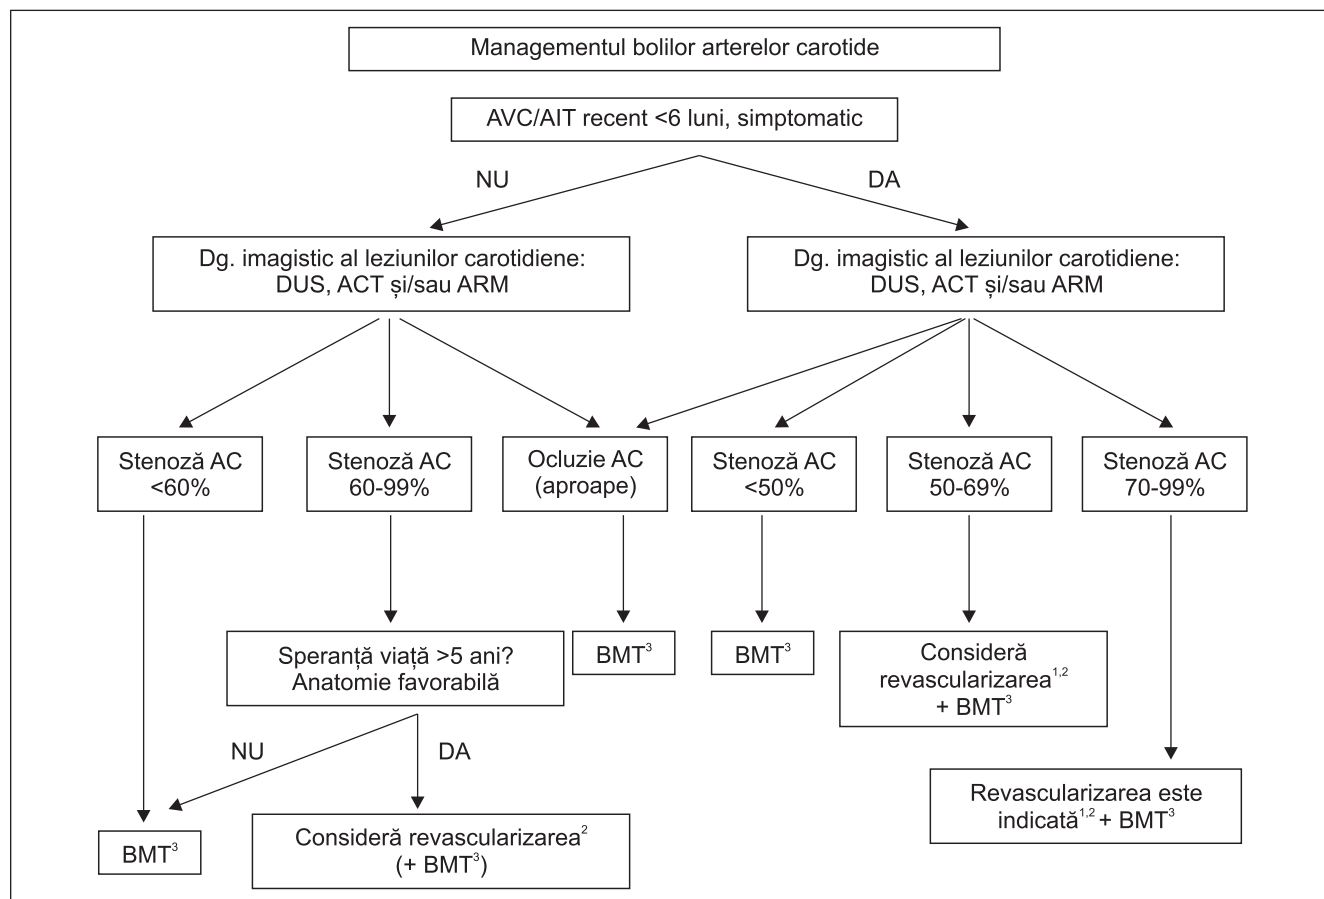 Managementul bolilor arterelor carotide
AVC/AIT recent <6 luni, simptomatic
NU
DA
Dg. imagistic al leziunilor carotidiene:
DUS, ACT și/sau ARM
Dg. imagistic al leziunilor carotidiene:
DUS, ACT și/sau ARM
Stenoză AC
<60%
Stenoză AC
60-99%
Ocluzie AC
(aproape)
Stenoză AC
<50%
Stenoză AC
50-69%
Stenoză AC
70-99%
Speranță viață >5 ani?
Anatomie favorabilă
BMT³
BMT³
Consideră
revascularizarea¹,²
+ BMT³
NU
DA
BMT³
Consideră revascularizarea²
(+ BMT³)
Revascularizarea este
indicată¹,² + BMT³